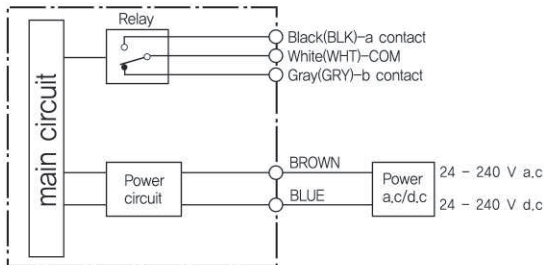 Relay
Black(BLK)-a contact
White(WHT)-COM
Gray(GRY)-b contact
main circuit
BROWN
Power
circuit
BLUE
Power
a.c/d.c
24 - 240 V a.c
24 - 240 V d.c